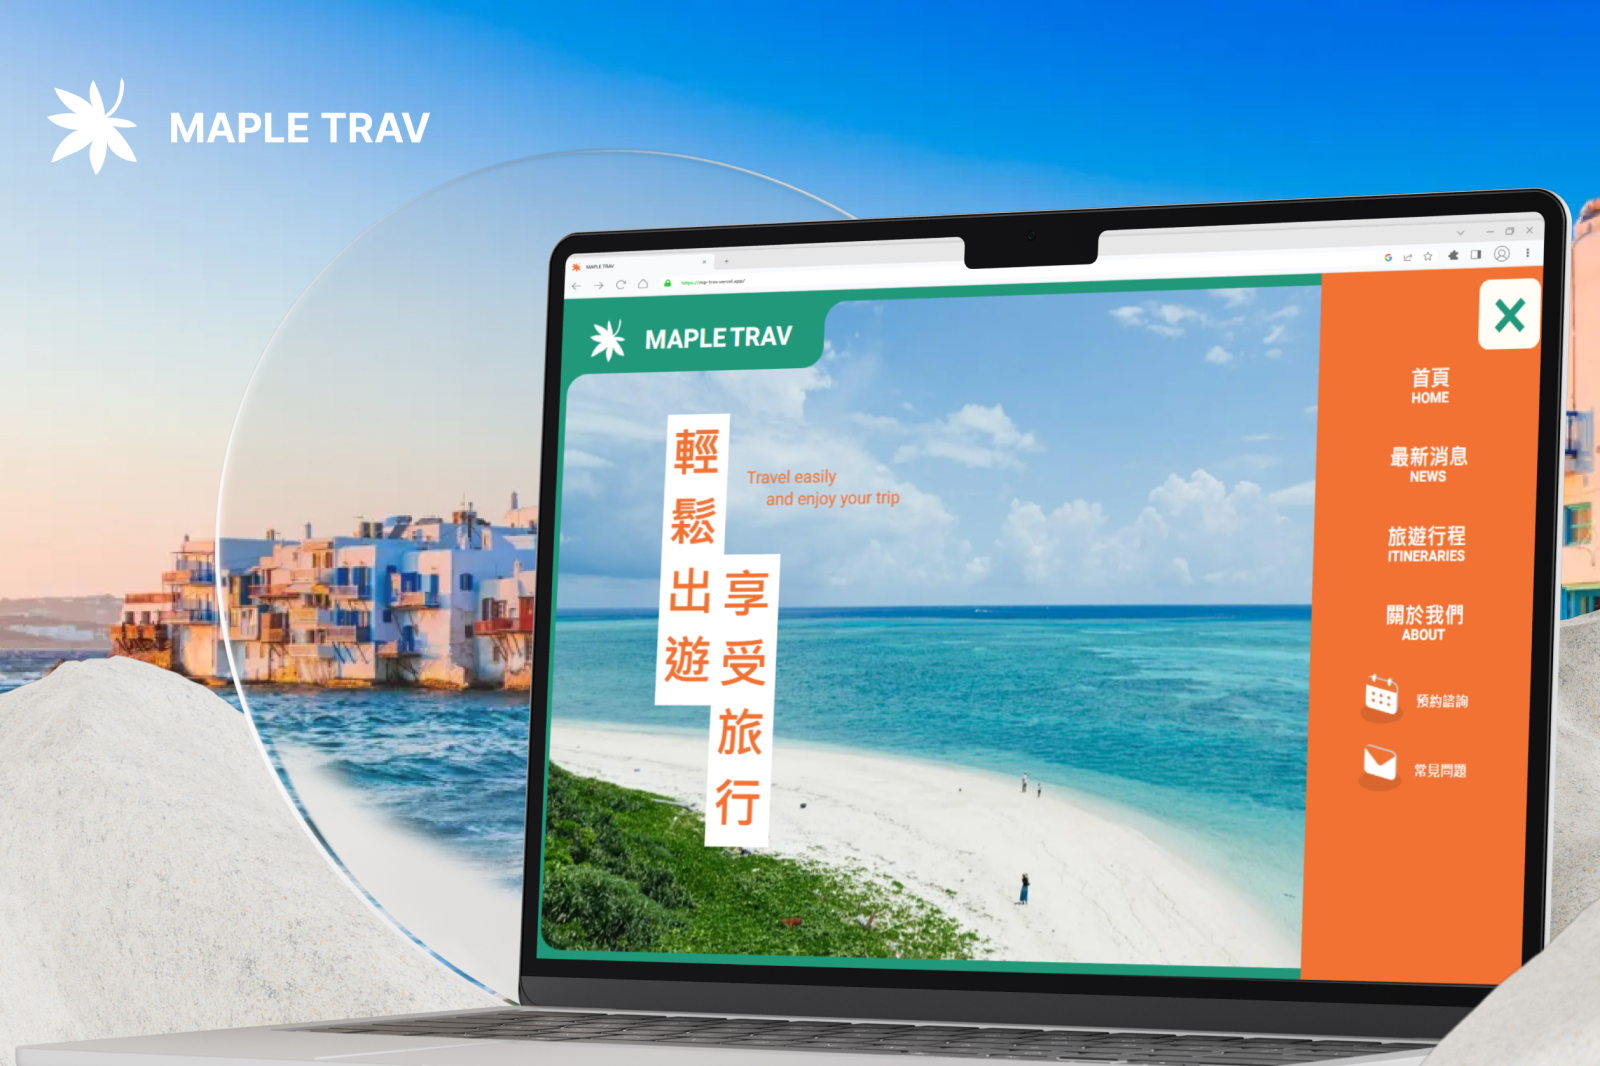 MAPLE TRAV
MAPLE TRAV
MAPLE TRAV
輕鬆出遊
享受旅行
Travel easily
and enjoy your trip
首頁
HOME
最新消息
NEWS
旅遊行程
ITINERARIES
關於我們
ABOUT
預約諮詢
常見問題